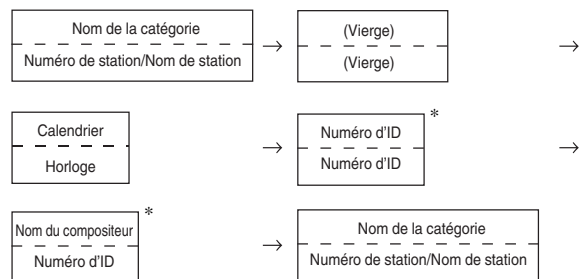 Nom de la catégorie
Numéro de station/Nom de station
→
(Vierge)
(Vierge)
→
Calendrier
Horloge
→
Numéro d'ID
Numéro d'ID
*
→
Nom du compositeur
Numéro d'ID
*
→
Nom de la catégorie
Numéro de station/Nom de station